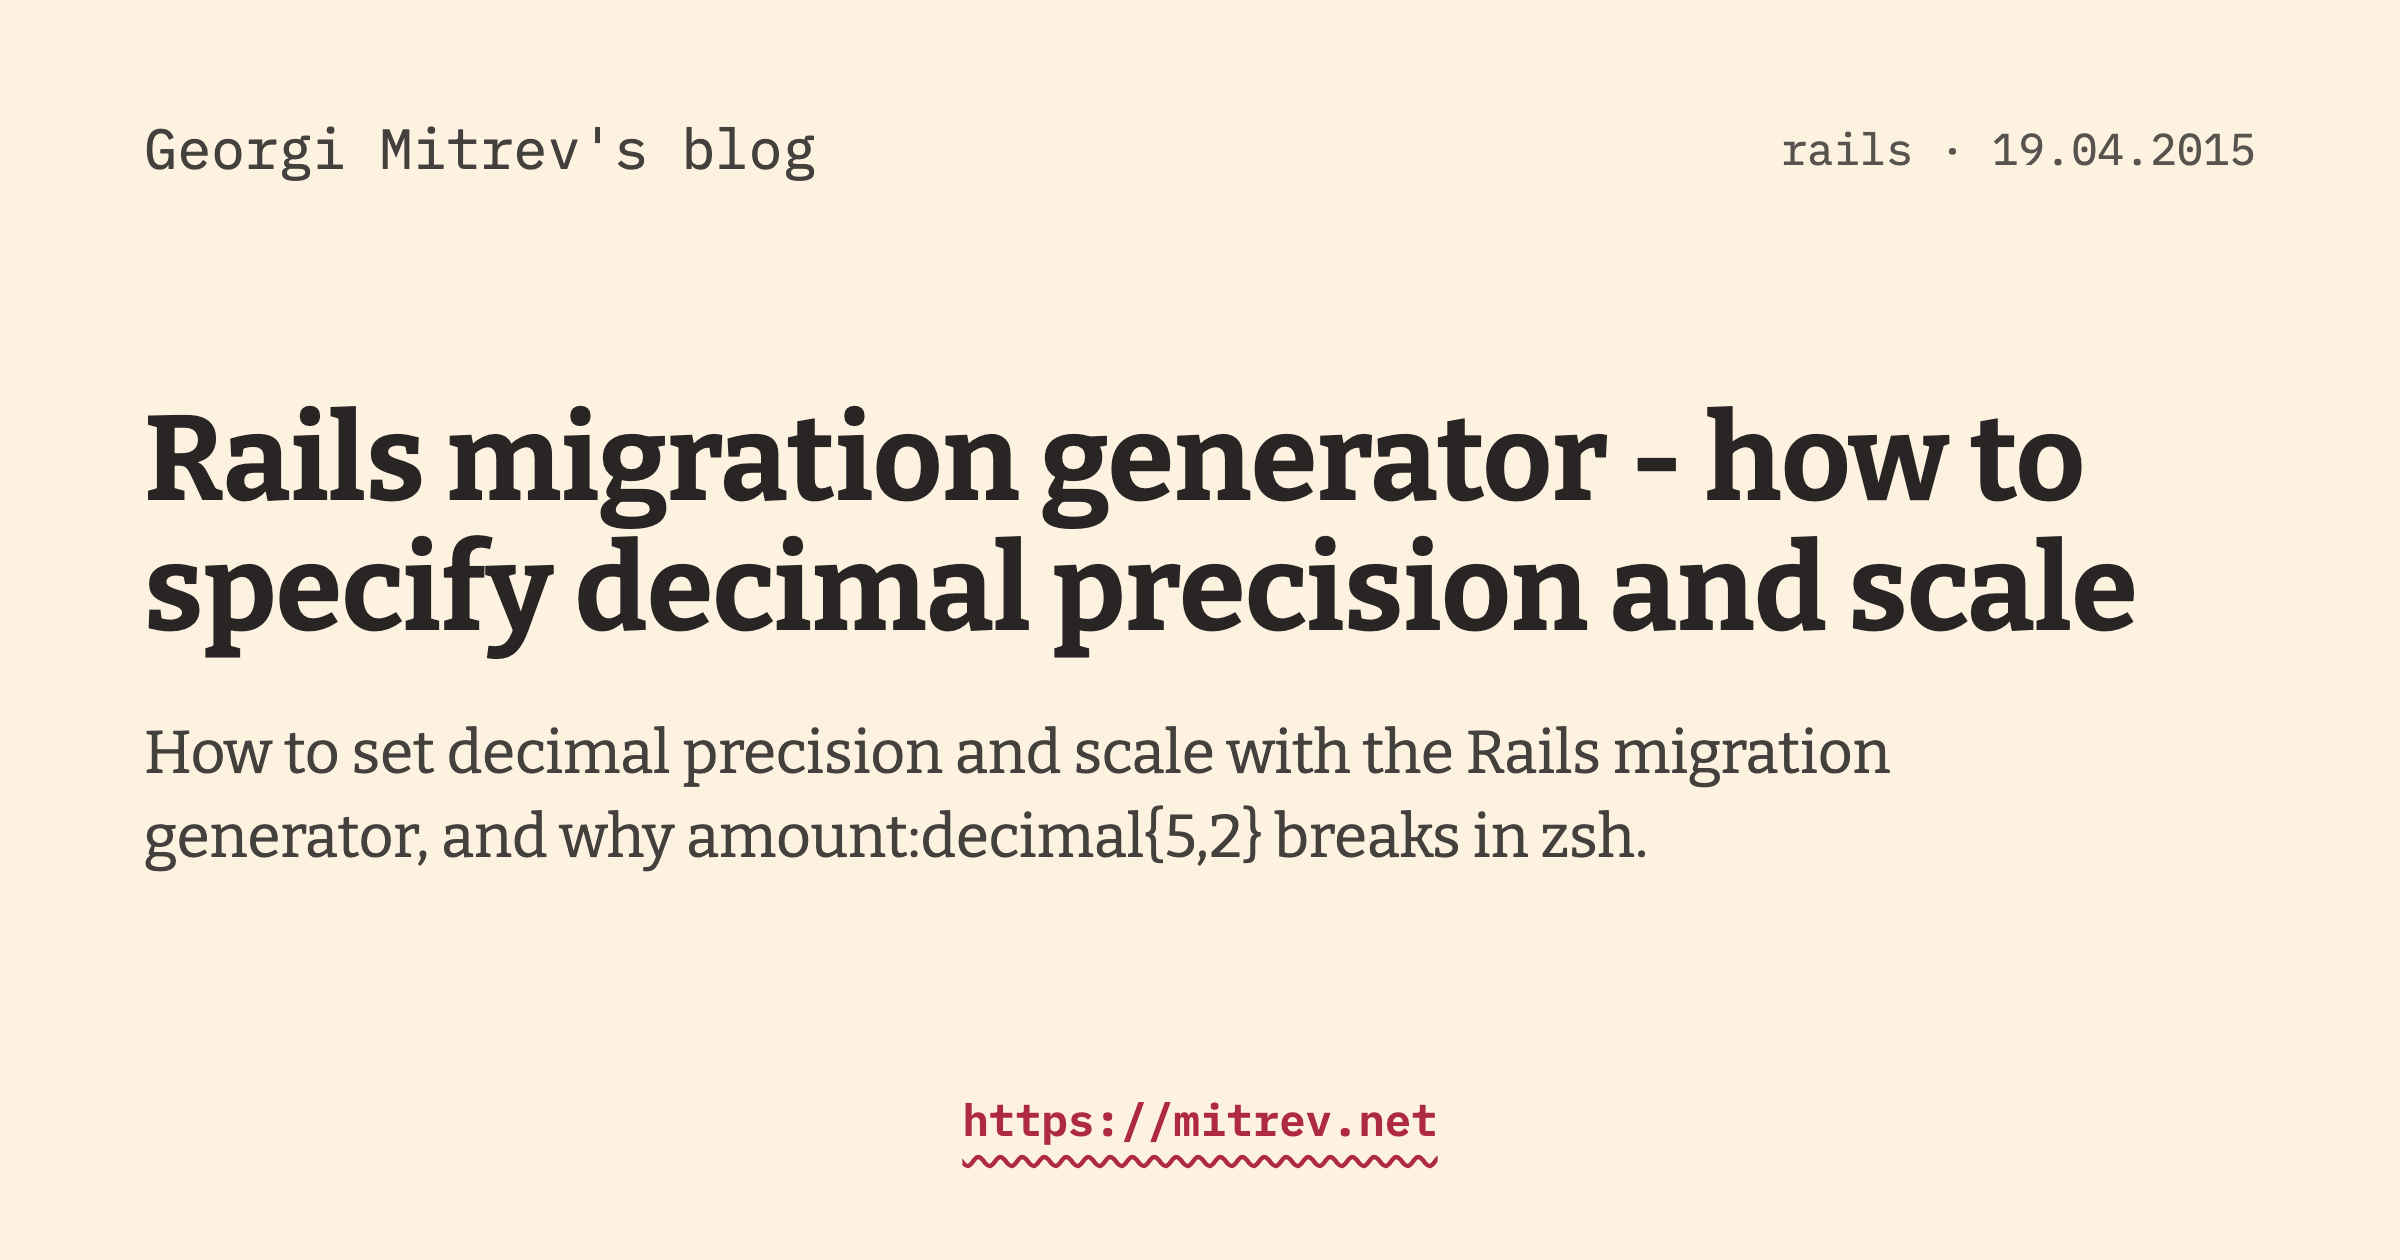 Georgi Mitrev's blog
rails · 19.04.2015
Rails migration generator - how to
specify decimal precision and scale
How to set decimal precision and scale with the Rails migration
generator, and why amount:decimal{5,2} breaks in zsh.
https://mitrev.net